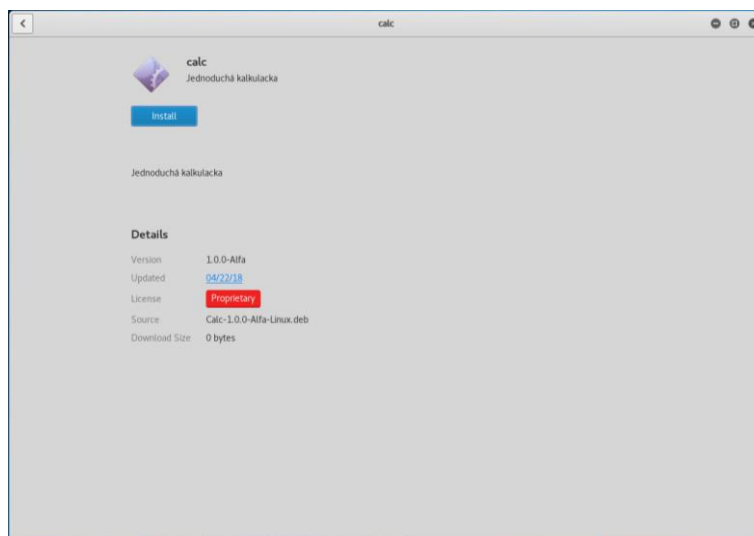 calc
calc
Jednoduchá kalkulacka
Install
Jednoduchá kalkulacka
Details
Version 1.0.0-Alfa
Updated 04/22/18
License Proprietary
Source Calc-1.0.0-Alfa-Linux.deb
Download Size 0 bytes